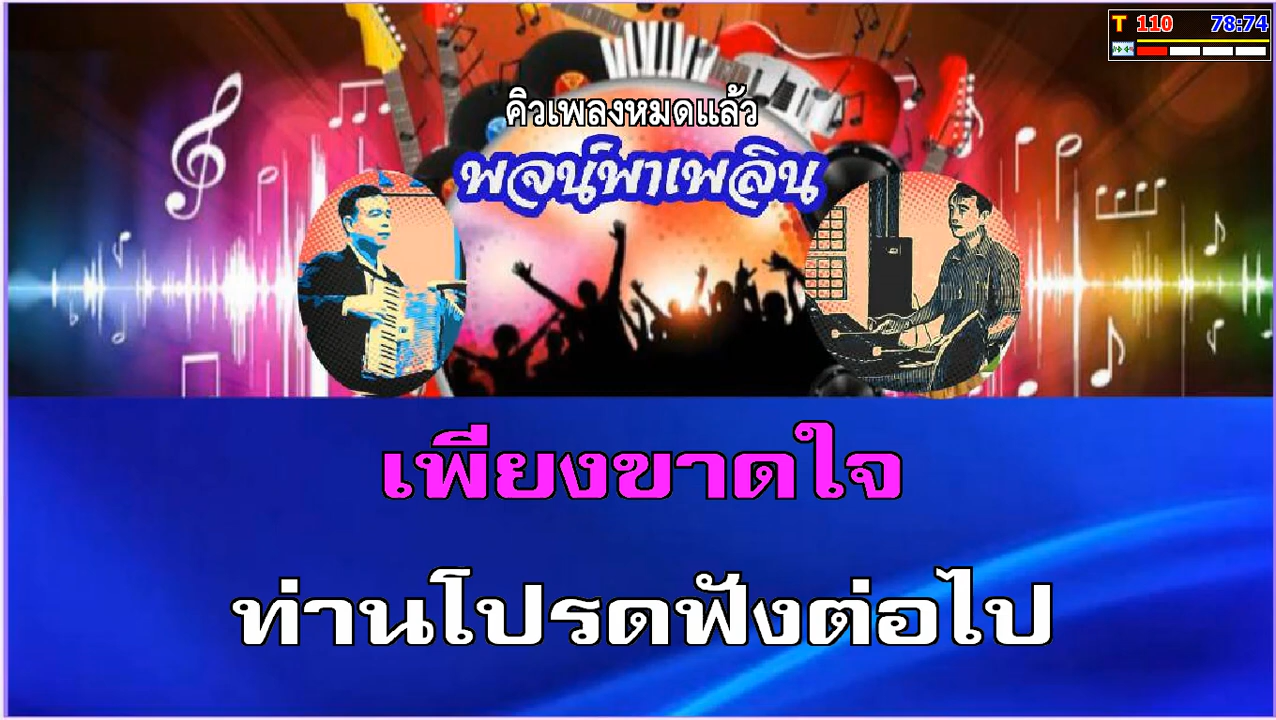 T 110 78:74
คิวเพลงหมดแล้ว
พจน์พาเพลิน
เพียงขาดใจ
ท่านโปรดฟังต่อไป